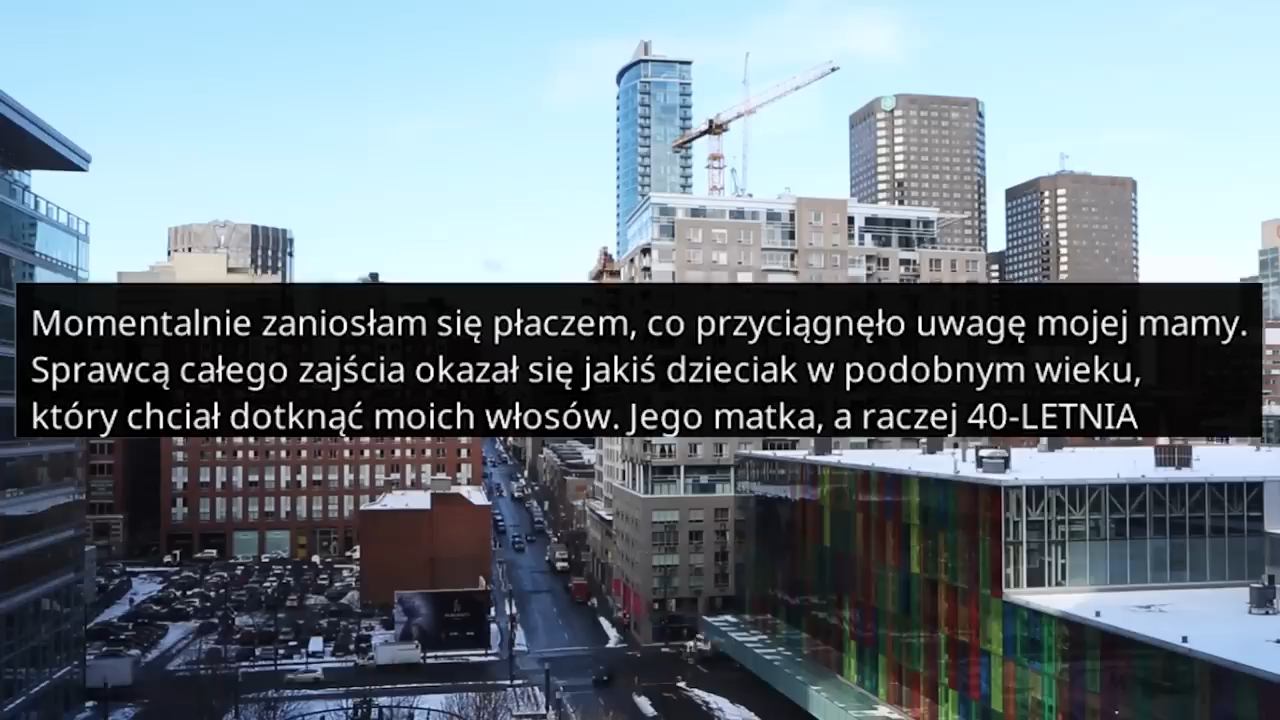 Momentalnie zaniosłam się płaczem, co przyciągnęło uwagę mojej mamy.
Sprawcą całego zajścia okazał się jakiś dzieciak w podobnym wieku,
który chciał dotknąć moich włosów. Jego matka, a raczej 40-LETNIA